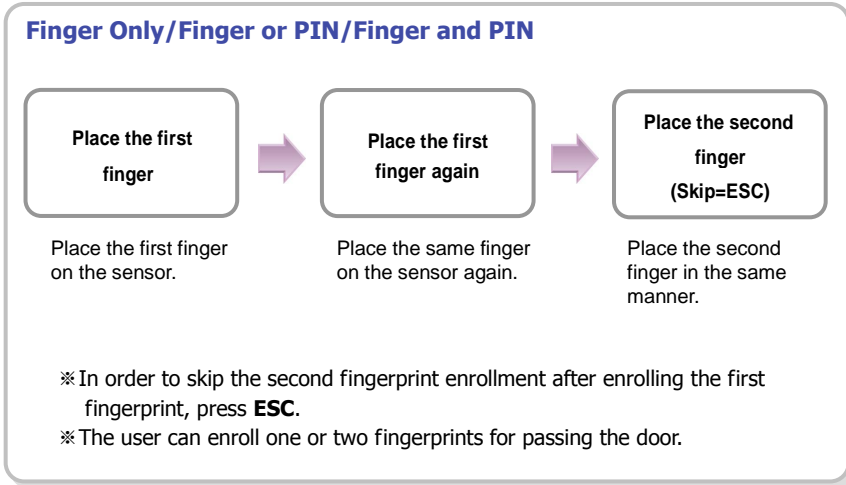 Finger Only/Finger or PIN/Finger and PIN
Place the first
finger
Place the first
finger again
Place the second
finger
(Skip=ESC)
Place the first finger
on the sensor.
Place the same finger
on the sensor again.
Place the second
finger in the same
manner.
※In order to skip the second fingerprint enrollment after enrolling the first
fingerprint, press ESC.
※The user can enroll one or two fingerprints for passing the door.